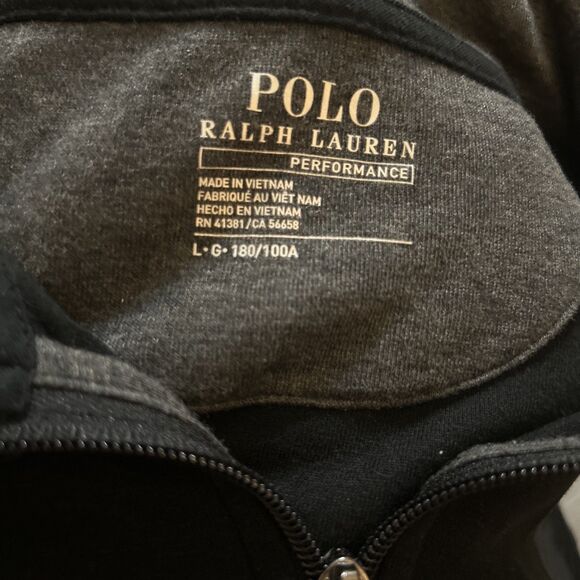 POLO
RALPH LAUREN
PERFORMANCE
MADE IN VIETNAM
FABRIQUÉ AU VIÊT NAM
HECHO EN VIETNAM
RN 41381/CA 56658
L•G•180/100A